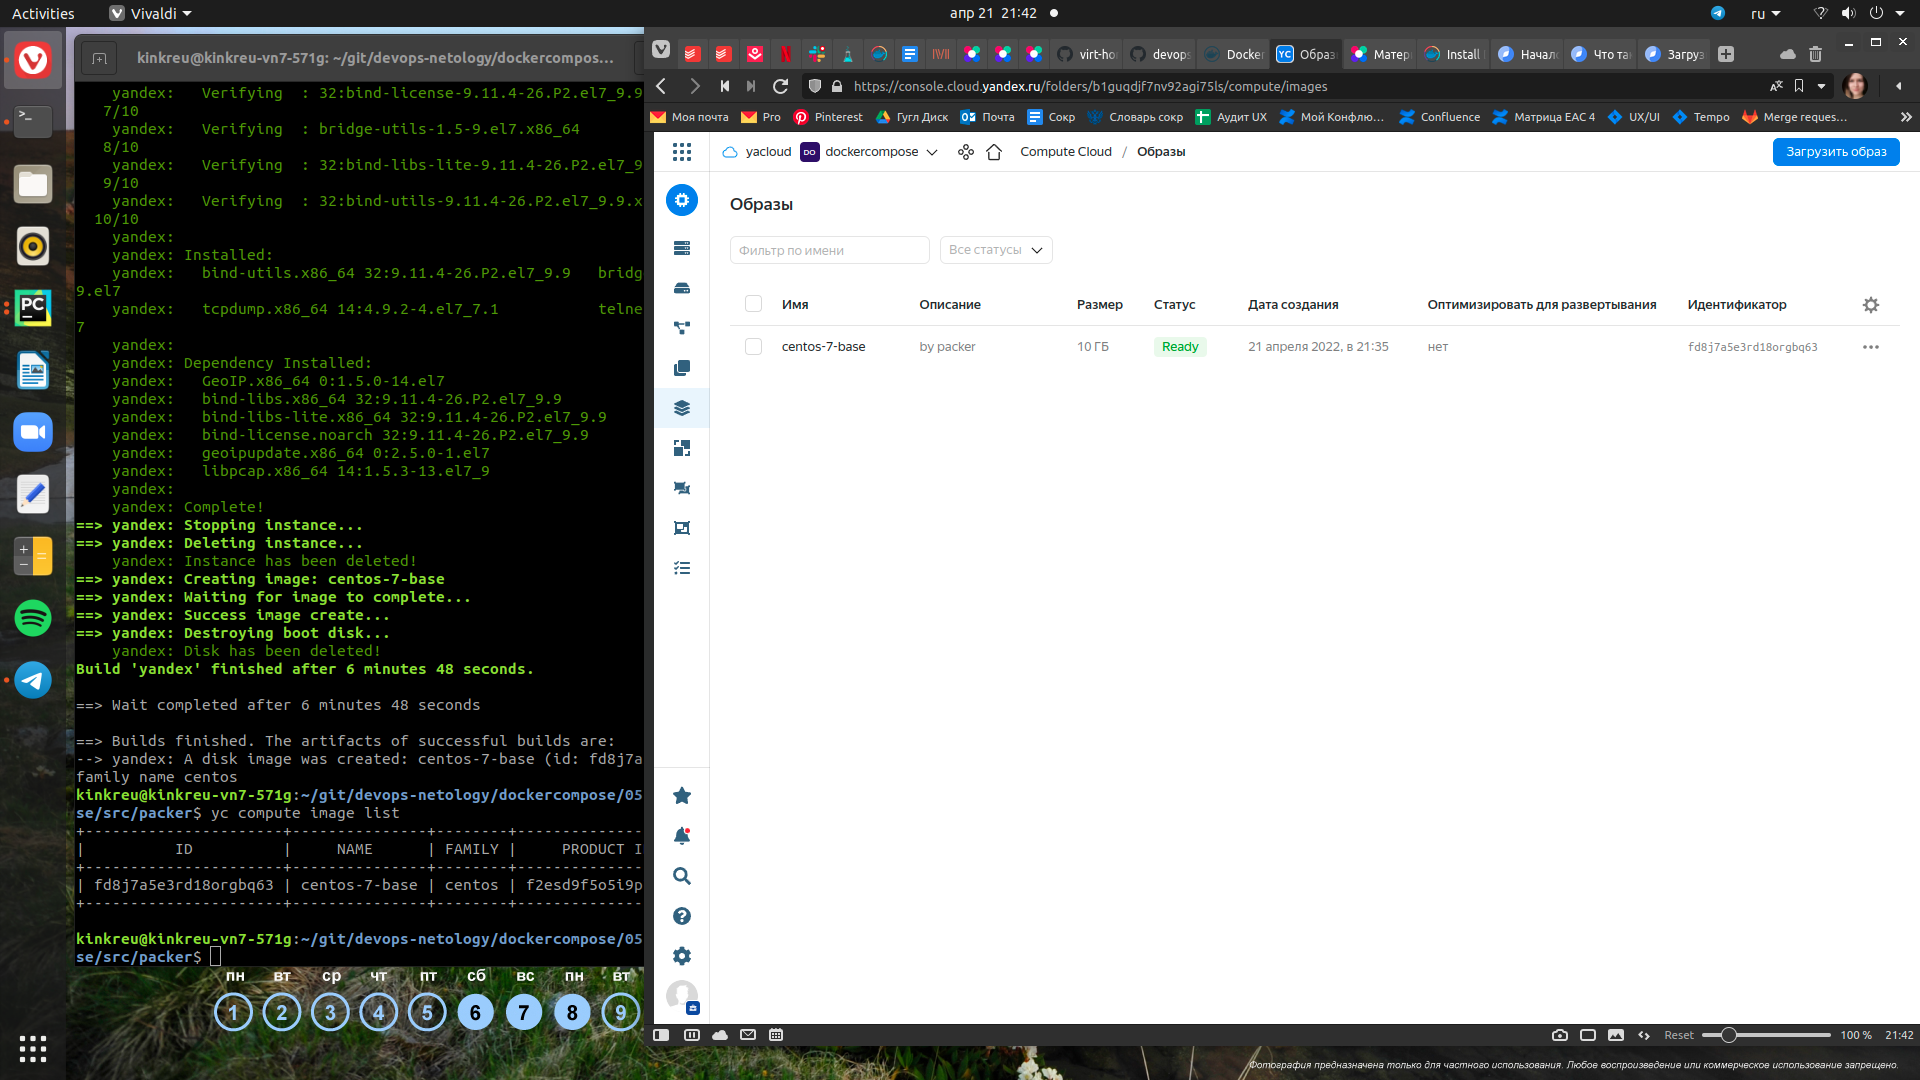 Activities
Vivaldi
апр 21 21:42
ru
kinkreu@kinkreu-vn7-571g: ~/git/devops-netology/dockercompos...
yandex: Verifying : 32:bind-license-9.11.4-26.P2.el7_9.9
7/10
yandex: Verifying : bridge-utils-1.5-9.el7.x86_64
8/10
yandex: Verifying : 32:bind-libs-lite-9.11.4-26.P2.el7_9
9/10
yandex: Verifying : 32:bind-utils-9.11.4-26.P2.el7_9.9.x
10/10
yandex:
yandex: Installed:
yandex: bind-utils.x86_64 32:9.11.4-26.P2.el7_9.9 bridg
9.el7
yandex: tcpdump.x86_64 14:4.9.2-4.el7_7.1 telne
7
yandex:
yandex: Dependency Installed:
yandex: GeoIP.x86_64 0:1.5.0-14.el7
yandex: bind-libs.x86_64 32:9.11.4-26.P2.el7_9.9
yandex: bind-libs-lite.x86_64 32:9.11.4-26.P2.el7_9.9
yandex: bind-license.noarch 32:9.11.4-26.P2.el7_9.9
yandex: geoipupdate.x86_64 0:2.5.0-1.el7
yandex: libpcap.x86_64 14:1.5.3-13.el7_9
yandex:
yandex: Complete!
==> yandex: Stopping instance...
==> yandex: Deleting instance...
yandex: Instance has been deleted!
==> yandex: Creating image: centos-7-base
==> yandex: Waiting for image to complete...
==> yandex: Success image create...
==> yandex: Destroying boot disk...
yandex: Disk has been deleted!
Build 'yandex' finished after 6 minutes 48 seconds.
==> Wait completed after 6 minutes 48 seconds
==> Builds finished. The artifacts of successful builds are:
--> yandex: A disk image was created: centos-7-base (id: fd8j7a
family name centos
kinkreu@kinkreu-vn7-571g:~/git/devops-netology/dockercompose/05
se/src/packer$ yc compute image list
+----------------------+---------------+--------+--------------
| ID | NAME | FAMILY | PRODUCT I
+----------------------+---------------+--------+--------------
| fd8j7a5e3rd18orgbq63 | centos-7-base | centos | f2esd9f5o5i9p
+----------------------+---------------+--------+--------------
kinkreu@kinkreu-vn7-571g:~/git/devops-netology/dockercompose/05
se/src/packer$
пн вт ср чт пт сб вс пн вт
1 2 3 4 5 6 7 8 9
virt-ho devops Docker YC Образ Матер Install Начал Что та Загруз
https://console.cloud.yandex.ru/folders/b1guqdjf7nv92agi75ls/compute/images
Моя почта Pro Pinterest Гугл Диск Почта Сокр Словарь сокр Аудит UX Мой Конфлю... Confluence Матрица ЕАС 4 UX/UI Tempo Merge reques...
yacloud DO dockercompose Compute Cloud / Образы Загрузить образ
Образы
Фильтр по имени Все статусы
Имя Описание Размер Статус Дата создания Оптимизировать для развертывания Идентификатор
centos-7-base by packer 10 ГБ Ready 21 апреля 2022, в 21:35 нет fd8j7a5e3rd18orgbq63
Reset 100 % 21:42
Фотография предназначена только для частного использования. Любое воспроизведение или коммерческое использование запрещено.